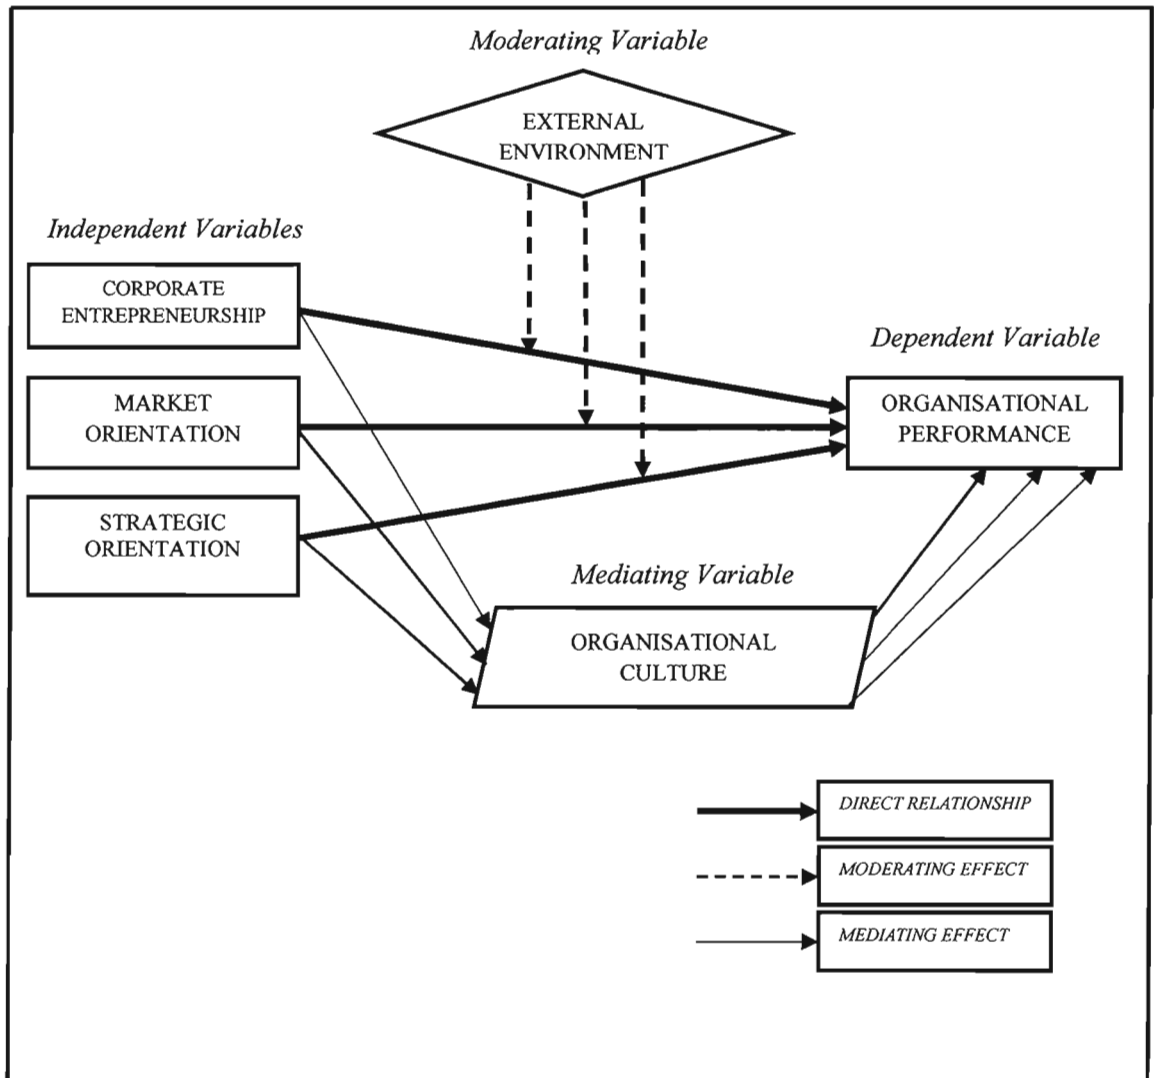 Moderating Variable
EXTERNAL
ENVIRONMENT
Independent Variables
CORPORATE
ENTREPRENEURSHIP
MARKET
ORIENTATION
STRATEGIC
ORIENTATION
Dependent Variable
ORGANISATIONAL
PERFORMANCE
Mediating Variable
ORGANISATIONAL
CULTURE
DIRECT RELATIONSHIP
MODERATING EFFECT
MEDIATING EFFECT